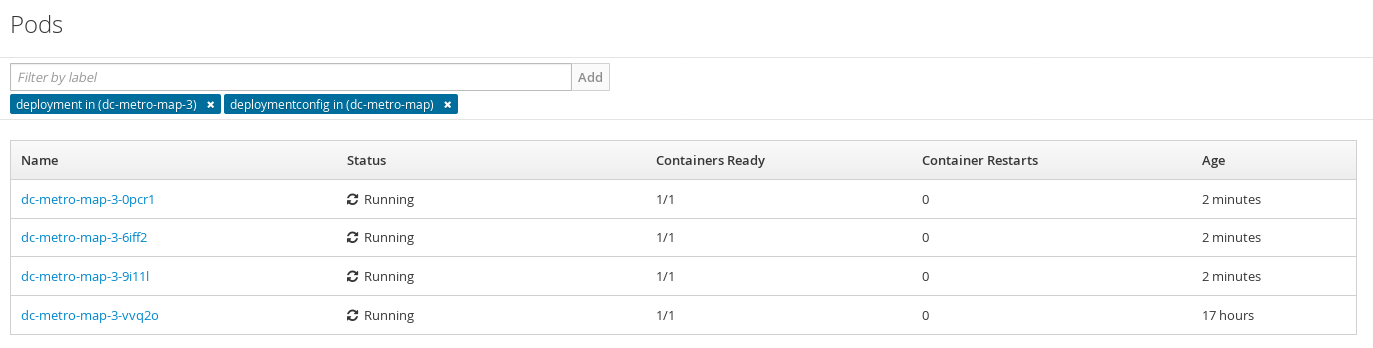 Pods
Filter by label Add
deployment in (dc-metro-map-3) × deploymentconfig in (dc-metro-map) ×
Name Status Containers Ready Container Restarts Age
dc-metro-map-3-0pcr1 Running 1/1 0 2 minutes
dc-metro-map-3-6iff2 Running 1/1 0 2 minutes
dc-metro-map-3-9i11l Running 1/1 0 2 minutes
dc-metro-map-3-vvq2o Running 1/1 0 17 hours